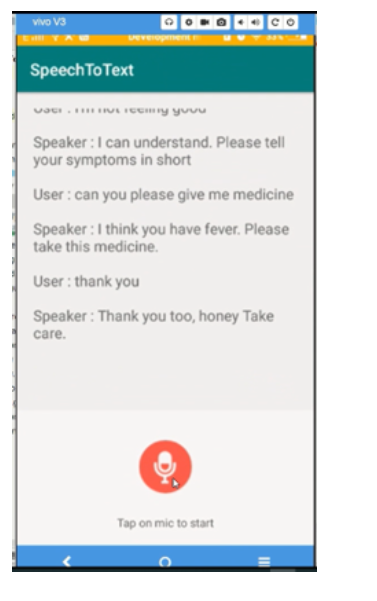 vivo V3
Development
33%
SpeechToText
User : I'm not feeling good
Speaker : I can understand. Please tell
your symptoms in short
User : can you please give me medicine
Speaker : I think you have fever. Please
take this medicine.
User : thank you
Speaker : Thank you too, honey Take
care.
Tap on mic to start